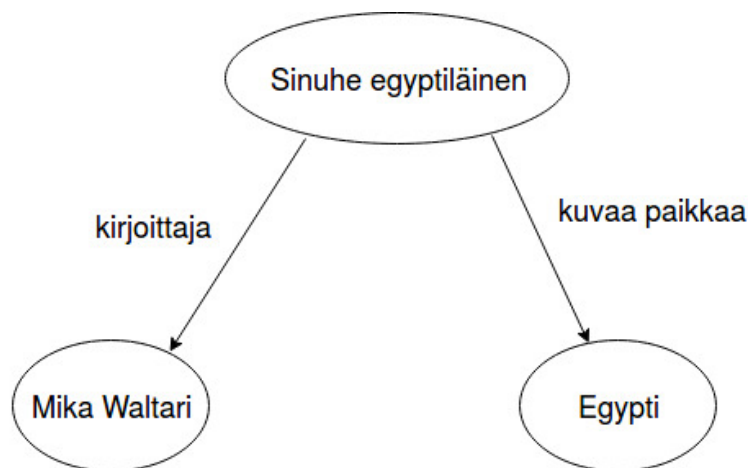 Sinuhe egyptiläinen
kirjoittaja
kuvaa paikkaa
Mika Waltari
Egypti